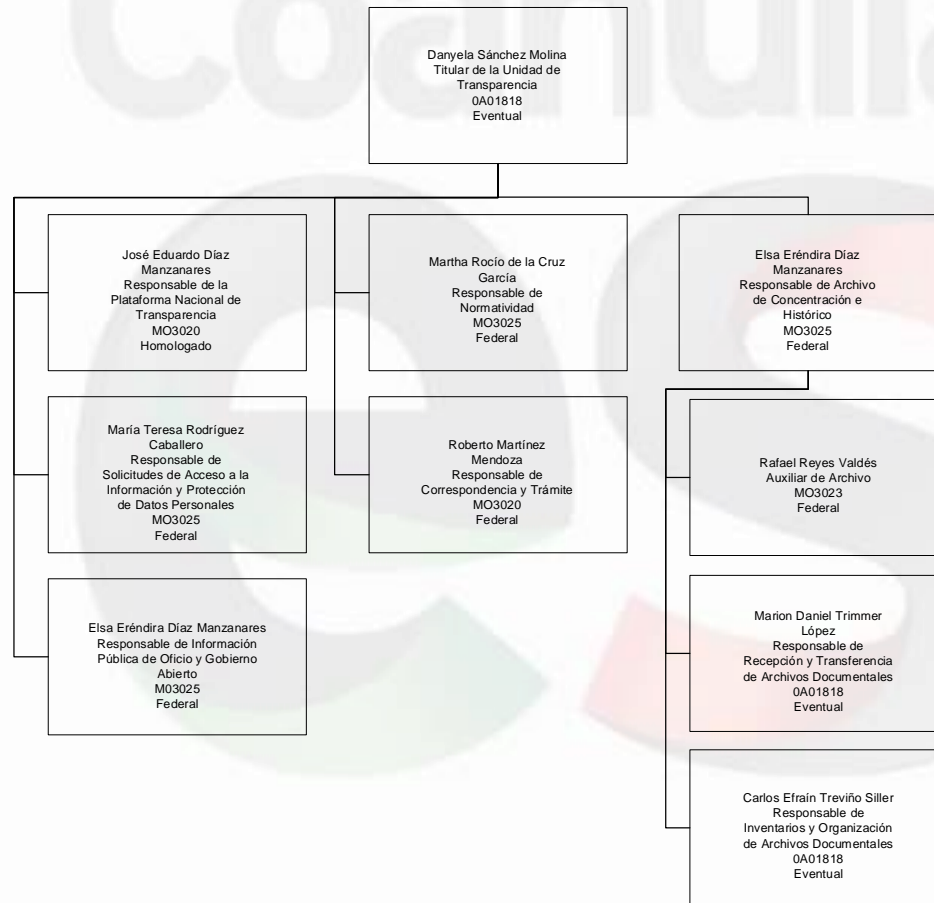 Coahuila
es
Danyela Sánchez Molina
Titular de la Unidad de
Transparencia
0A01818
Eventual
José Eduardo Díaz
Manzanares
Responsable de la
Plataforma Nacional de
Transparencia
MO3020
Homologado
Martha Rocío de la Cruz
García
Responsable de
Normatividad
MO3025
Federal
Elsa Eréndira Díaz
Manzanares
Responsable de Archivo
de Concentración e
Histórico
MO3025
Federal
María Teresa Rodríguez
Caballero
Responsable de
Solicitudes de Acceso a la
Información y Protección
de Datos Personales
MO3025
Federal
Roberto Martínez
Mendoza
Responsable de
Correspondencia y Trámite
MO3020
Federal
Rafael Reyes Valdés
Auxiliar de Archivo
MO3023
Federal
Elsa Eréndira Díaz Manzanares
Responsable de Información
Pública de Oficio y Gobierno
Abierto
M03025
Federal
Marion Daniel Trimmer
López
Responsable de
Recepción y Transferencia
de Archivos Documentales
0A01818
Eventual
Carlos Efraín Treviño Siller
Responsable de
Inventarios y Organización
de Archivos Documentales
0A01818
Eventual